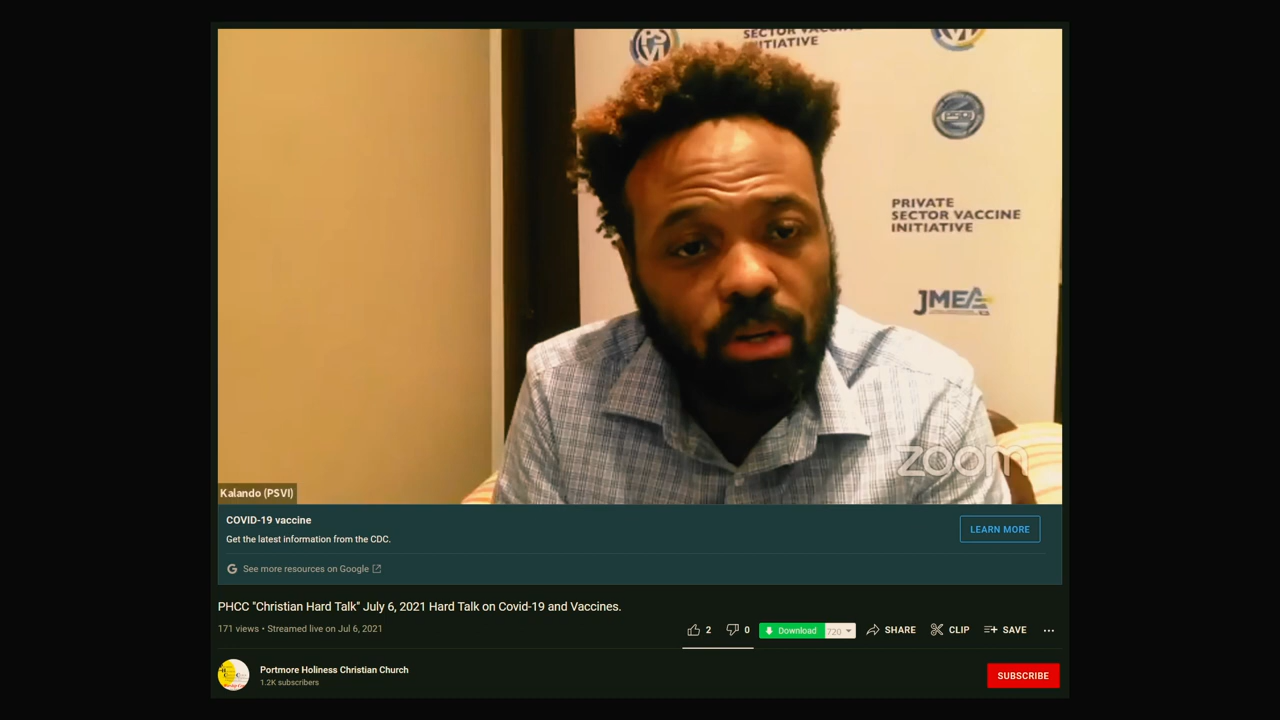 PS
VI
SECTOR VACCINE
INITIATIVE
PRIVATE
SECTOR VACCINE
INITIATIVE
JMEA
zoom
Kalando (PSVI)
COVID-19 vaccine
Get the latest information from the CDC.
LEARN MORE
See more resources on Google
PHCC "Christian Hard Talk" July 6, 2021 Hard Talk on Covid-19 and Vaccines.
171 views • Streamed live on Jul 6, 2021
2
0
Download
720
SHARE
CLIP
SAVE
Portmore Holiness Christian Church
1.2K subscribers
SUBSCRIBE